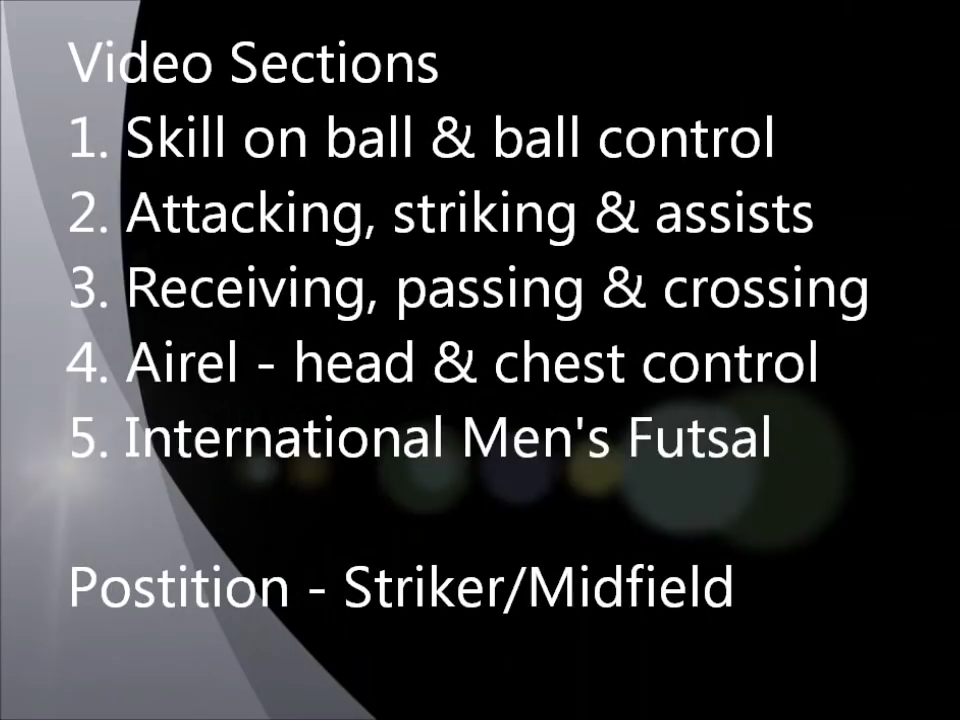 Video Sections
1. Skill on ball & ball control
2. Attacking, striking & assists
3. Receiving, passing & crossing
4. Airel - head & chest control
5. International Men's Futsal
Postition - Striker/Midfield